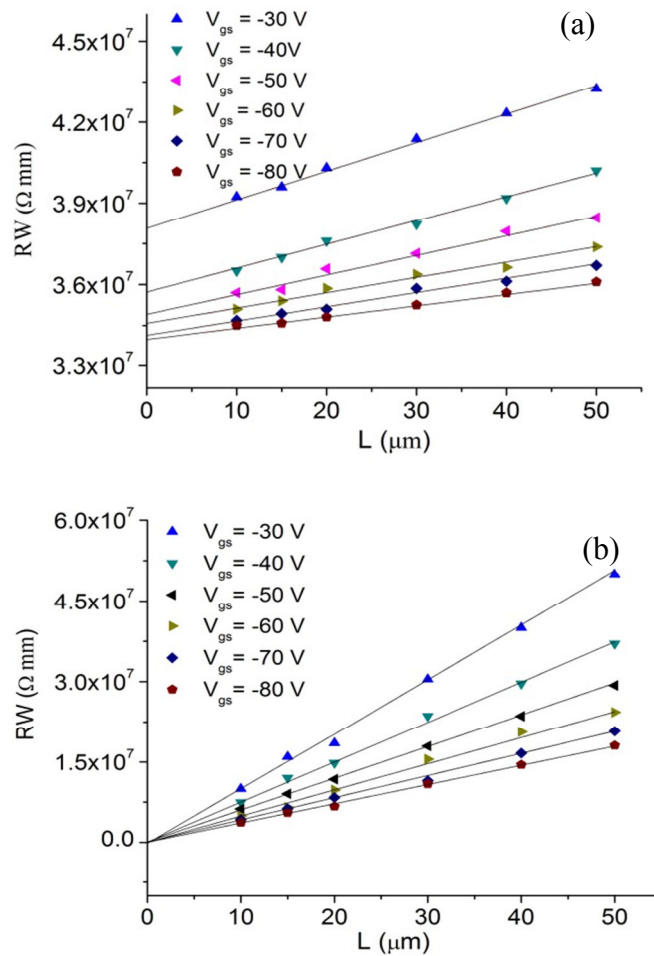 (a)
V_gs = -30 V
V_gs = -40V
V_gs = -50 V
V_gs = -60 V
V_gs = -70 V
V_gs = -80 V
4.5x10^7
4.2x10^7
3.9x10^7
3.6x10^7
3.3x10^7
RW (Ω mm)
0 10 20 30 40 50
L (μm)
(b)
V_gs= -30 V
V_gs = -40 V
V_gs = -50 V
V_gs = -60 V
V_gs = -70 V
V_gs = -80 V
6.0x10^7
4.5x10^7
3.0x10^7
1.5x10^7
0.0
RW (Ω mm)
0 10 20 30 40 50
L (μm)